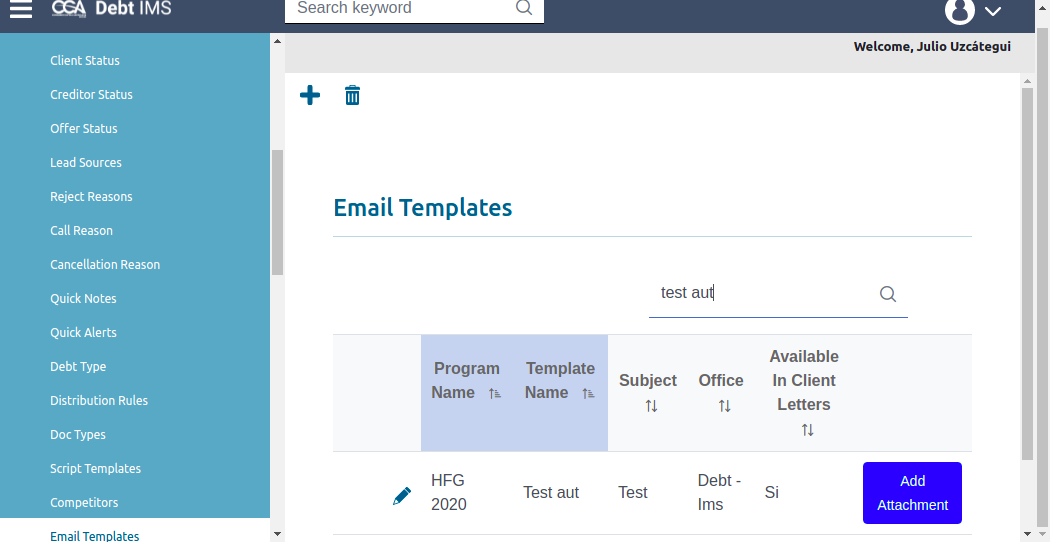 CGA Debt IMS
Search keyword
Welcome, Julio Uzcátegui
Client Status
Creditor Status
Offer Status
Lead Sources
Reject Reasons
Call Reason
Cancellation Reason
Quick Notes
Quick Alerts
Debt Type
Distribution Rules
Doc Types
Script Templates
Competitors
Email Templates
Email Templates
test aut
Program
Name
Template
Name
Subject
Office
Available
In Client
Letters
HFG
2020
Test aut
Test
Debt -
Ims
Si
Add
Attachment